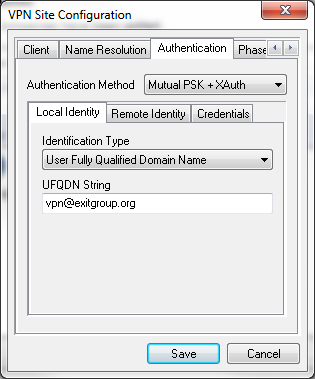 VPN Site Configuration
Client Name Resolution Authentication Phase
Authentication Method Mutual PSK + XAuth
Local Identity Remote Identity Credentials
Identification Type
User Fully Qualified Domain Name
UFQDN String
vpn@exitgroup.org
Save Cancel